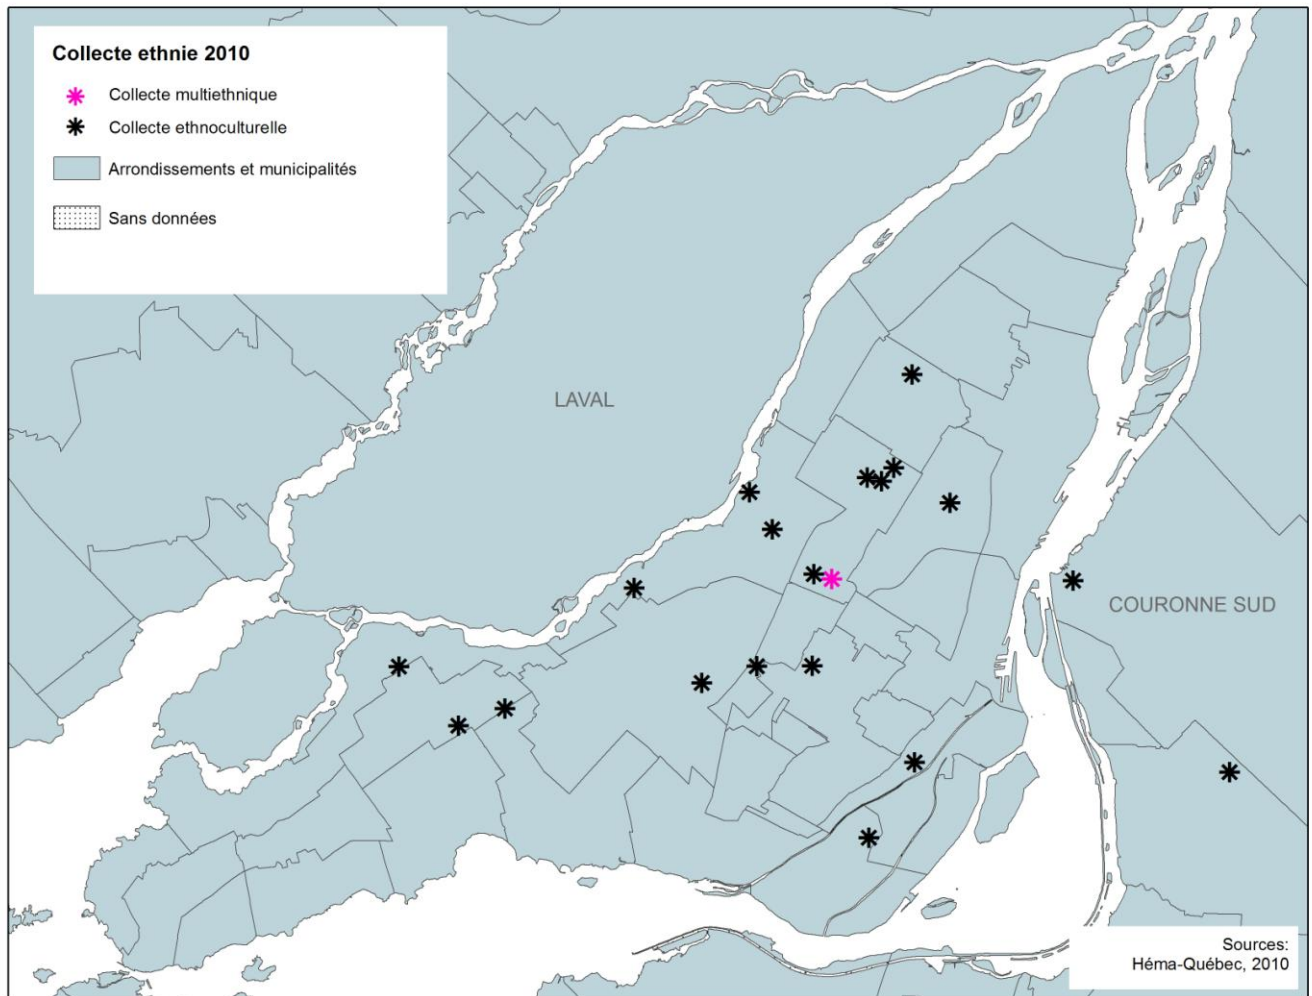 Collecte ethnie 2010
Collecte multiethnique
Collecte ethnoculturelle
Arrondissements et municipalités
Sans données
LAVAL
COURONNE SUD
Sources:
Héma-Québec, 2010